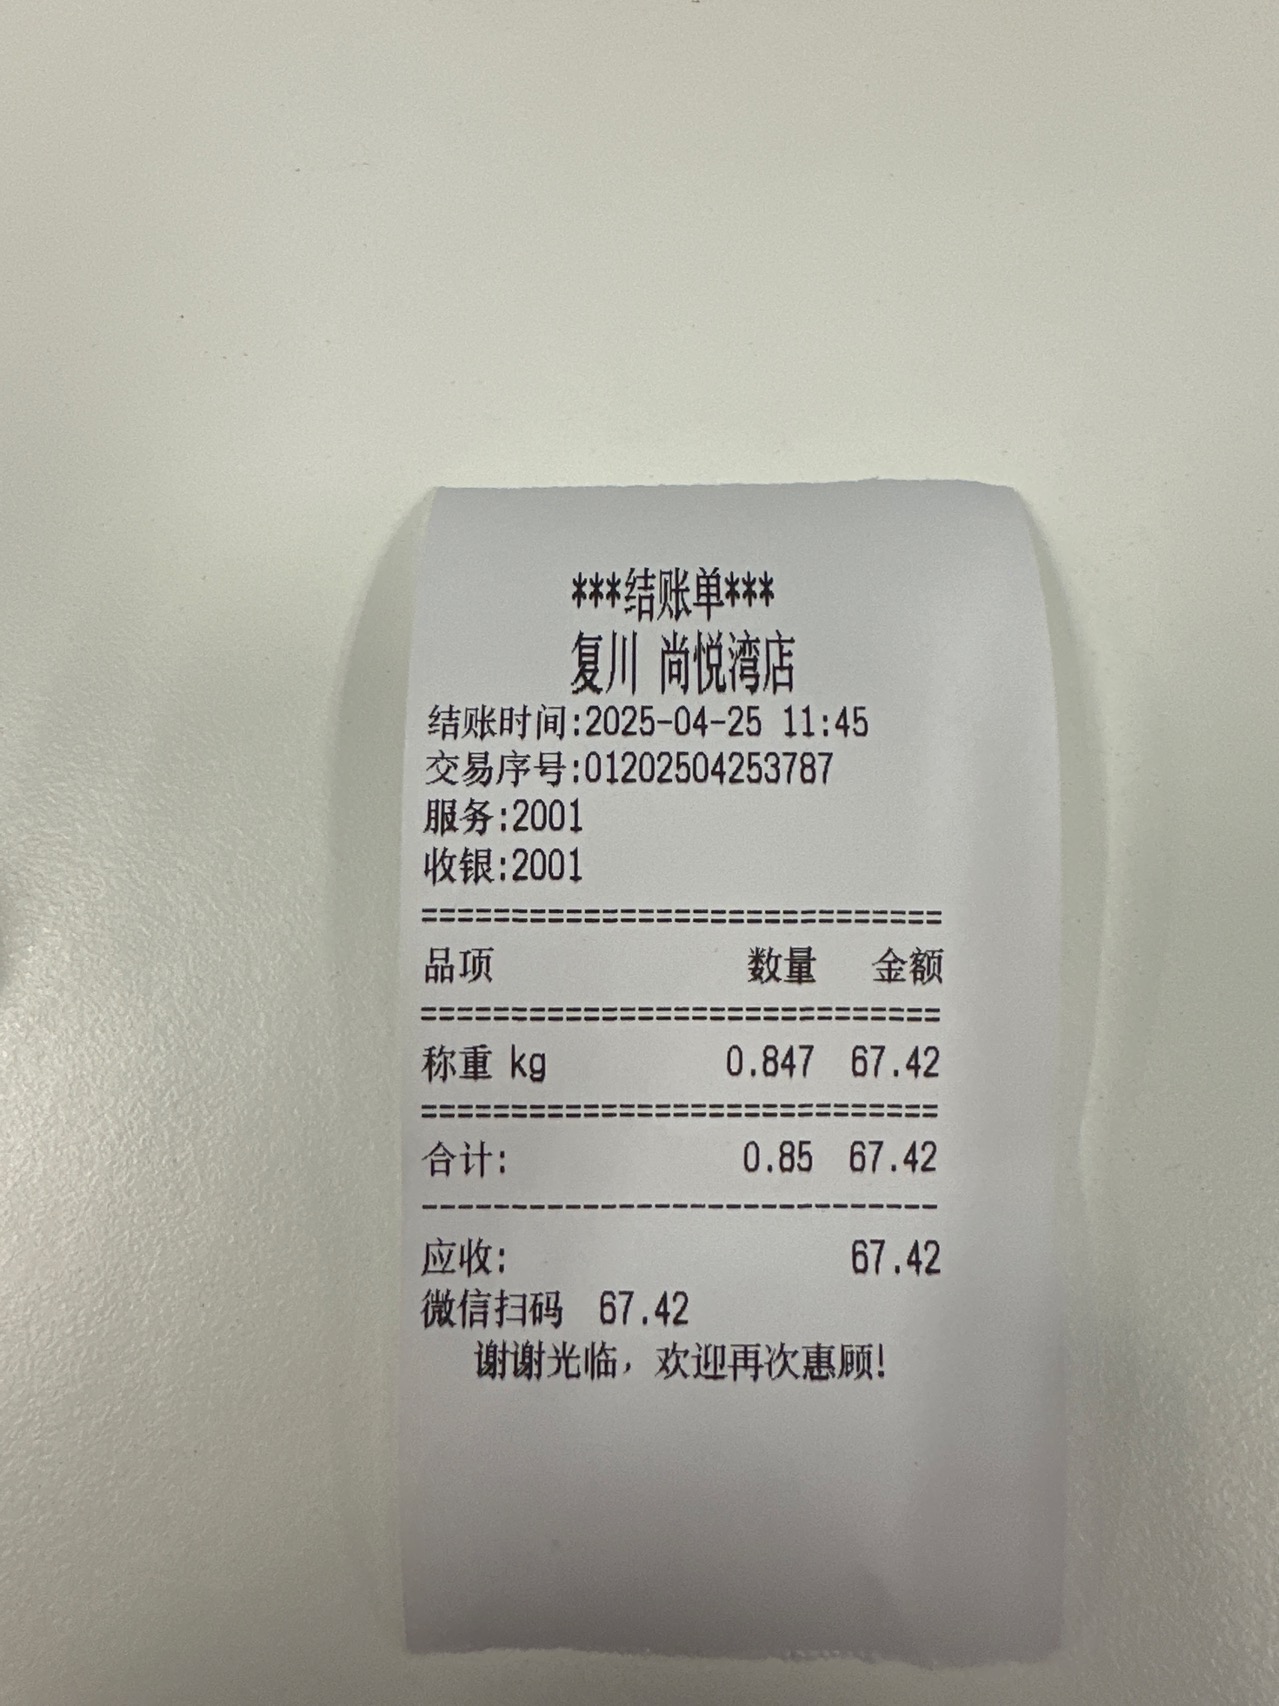 ***结账单***
复川 尚悦湾店
结账时间:2025-04-25 11:45
交易序号:01202504253787
服务:2001
收银:2001
=============================
品项 数量 金额
=============================
称重 kg 0.847 67.42
=============================
合计: 0.85 67.42
-----------------------------
应收: 67.42
微信扫码 67.42
谢谢光临，欢迎再次惠顾!